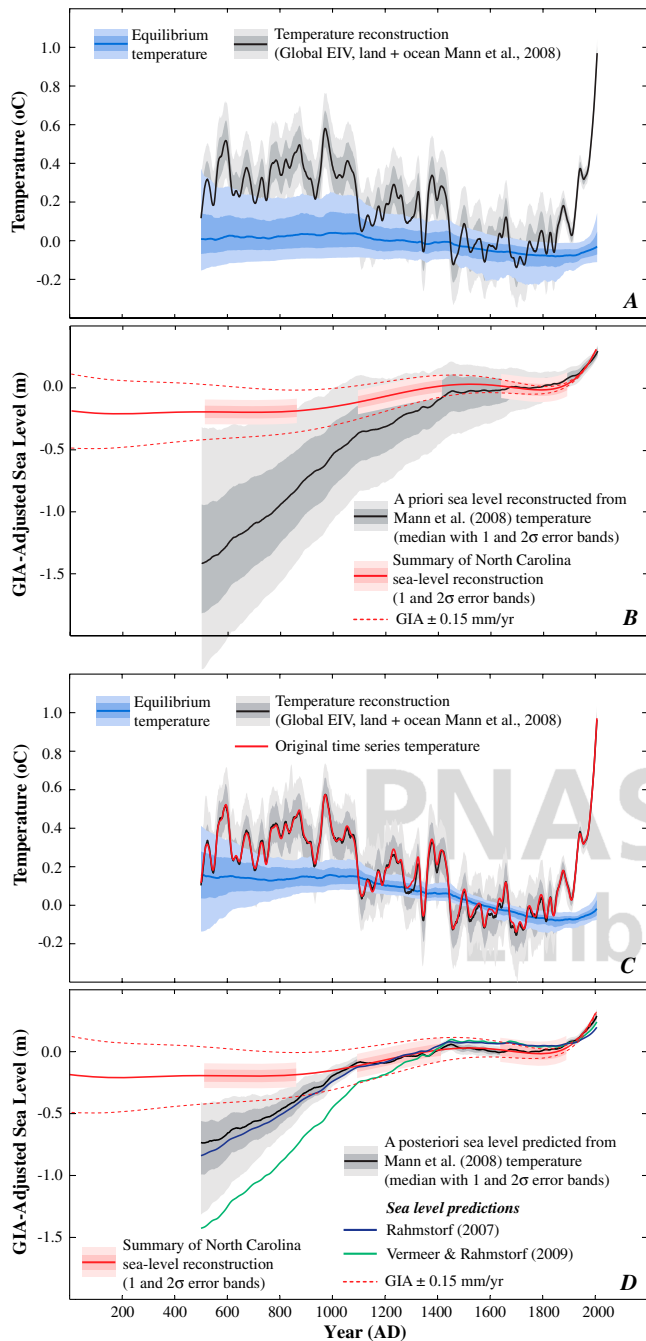 Equilibrium
temperature
Temperature reconstruction
(Global EIV, land + ocean Mann et al., 2008)
Temperature (oC)
1.0
0.8
0.6
0.4
0.2
0.0
-0.2
A
GIA-Adjusted Sea Level (m)
0.0
-0.5
-1.0
-1.5
A priori sea level reconstructed from
Mann et al. (2008) temperature
(median with 1 and 2σ error bands)
Summary of North Carolina
sea-level reconstruction
(1 and 2σ error bands)
GIA ± 0.15 mm/yr
B
Equilibrium
temperature
Temperature reconstruction
(Global EIV, land + ocean Mann et al., 2008)
Original time series temperature
Temperature (oC)
1.0
0.8
0.6
0.4
0.2
0.0
-0.2
PNAS
C
GIA-Adjusted Sea Level (m)
0.0
-0.5
-1.0
-1.5
A posteriori sea level predicted from
Mann et al. (2008) temperature
(median with 1 and 2σ error bands)
Sea level predictions
Rahmstorf (2007)
Vermeer & Rahmstorf (2009)
GIA ± 0.15 mm/yr
Summary of North Carolina
sea-level reconstruction
(1 and 2σ error bands)
D
200 400 600 800 1000 1200 1400 1600 1800 2000
Year (AD)